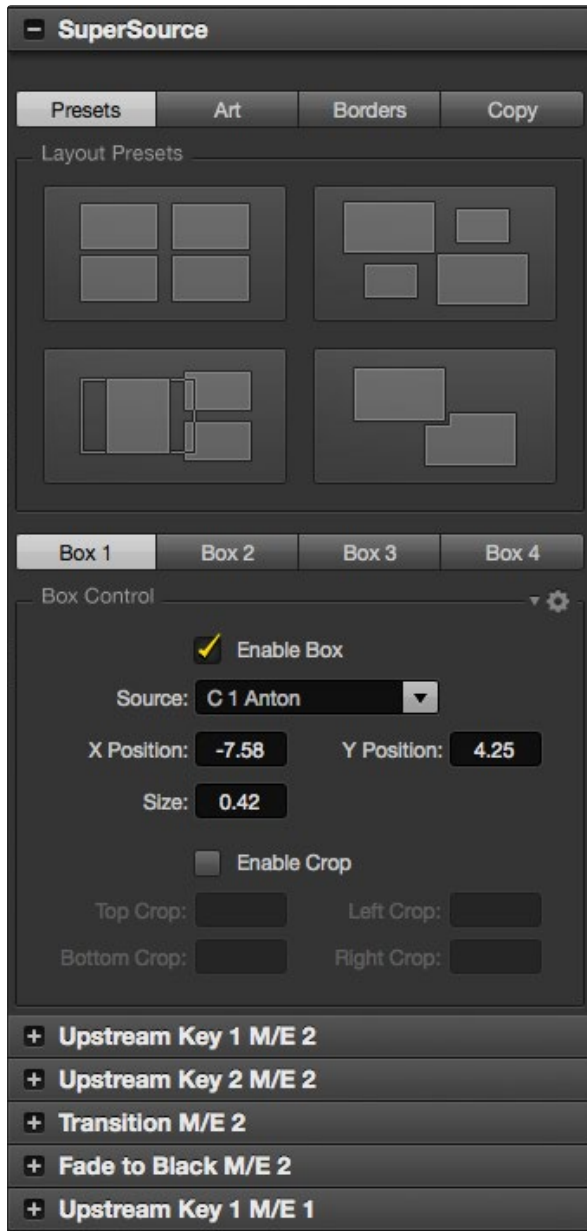 SuperSource
Presets Art Borders Copy
Layout Presets
Box 1 Box 2 Box 3 Box 4
Box Control
Enable Box
Source: C 1 Anton
X Position: -7.58 Y Position: 4.25
Size: 0.42
Enable Crop
Top Crop: Left Crop:
Bottom Crop: Right Crop:
Upstream Key 1 M/E 2
Upstream Key 2 M/E 2
Transition M/E 2
Fade to Black M/E 2
Upstream Key 1 M/E 1